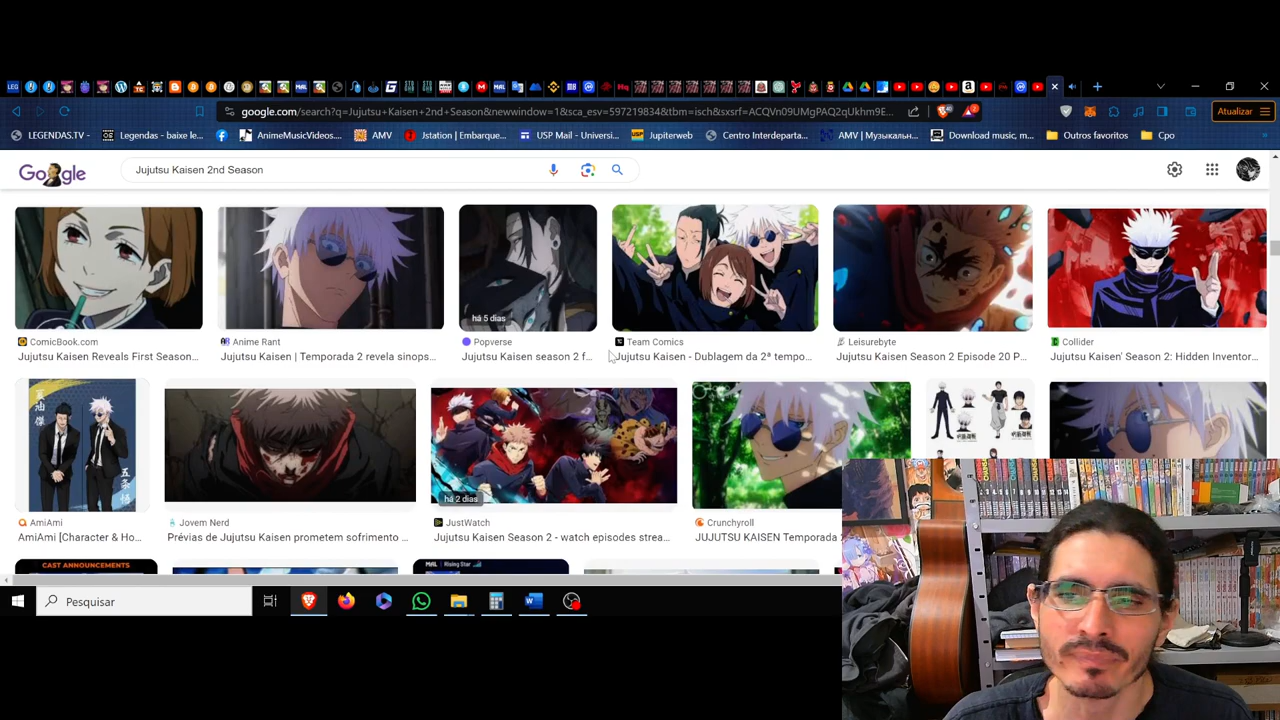 LEG
google.com/search?q=Jujutsu+Kaisen+2nd+Season&newwindow=1&sca_esv=597219834&tbm=isch&sxsrf=ACQVn09UMgPAQ2qUkhm9E...
Atualizar
LEGENDAS.TV -
Legendas - baixe le...
AnimeMusicVideos....
AMV
Jstation | Embarque...
USP Mail - Universi...
Jupiterweb
Centro Interdeparta...
AMV | Музыкальн...
Download music, m...
Outros favoritos
Cpo
Google
Jujutsu Kaisen 2nd Season
há 5 dias
ComicBook.com
Anime Rant
Popverse
Team Comics
Leisurebyte
Collider
Jujutsu Kaisen Reveals First Season...
Jujutsu Kaisen | Temporada 2 revela sinops...
Jujutsu Kaisen season 2 f...
Jujutsu Kaisen - Dublagem da 2ª tempo...
Jujutsu Kaisen Season 2 Episode 20 P...
Jujutsu Kaisen' Season 2: Hidden Inventor...
há 2 dias
AmiAmi
Jovem Nerd
JustWatch
Crunchyroll
AmiAmi [Character & Ho...
Prévias de Jujutsu Kaisen prometem sofrimento ...
Jujutsu Kaisen Season 2 - watch episodes strea...
JUJUTSU KAISEN Temporada
CAST ANNOUNCEMENTS
MAL | Rising Star
Pesquisar